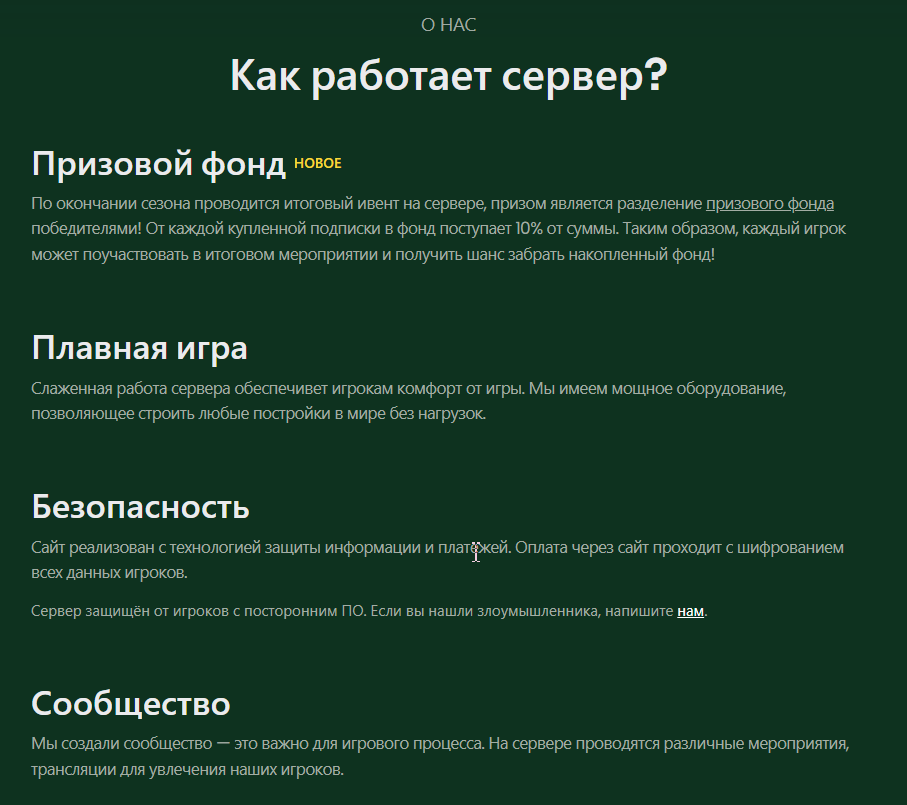 О НАС
Как работает сервер?
Призовой фонд НОВОЕ
По окончании сезона проводится итоговый ивент на сервере, призом является разделение призового фонда
победителями! От каждой купленной подписки в фонд поступает 10% от суммы. Таким образом, каждый игрок
может поучаствовать в итоговом мероприятии и получить шанс забрать накопленный фонд!
Плавная игра
Слаженная работа сервера обеспечивет игрокам комфорт от игры. Мы имеем мощное оборудование,
позволяющее строить любые постройки в мире без нагрузок.
Безопасность
Сайт реализован с технологией защиты информации и платежей. Оплата через сайт проходит с шифрованием
всех данных игроков.
Сервер защищён от игроков с посторонним ПО. Если вы нашли злоумышленника, напишите нам.
Сообщество
Мы создали сообщество — это важно для игрового процесса. На сервере проводятся различные мероприятия,
трансляции для увлечения наших игроков.